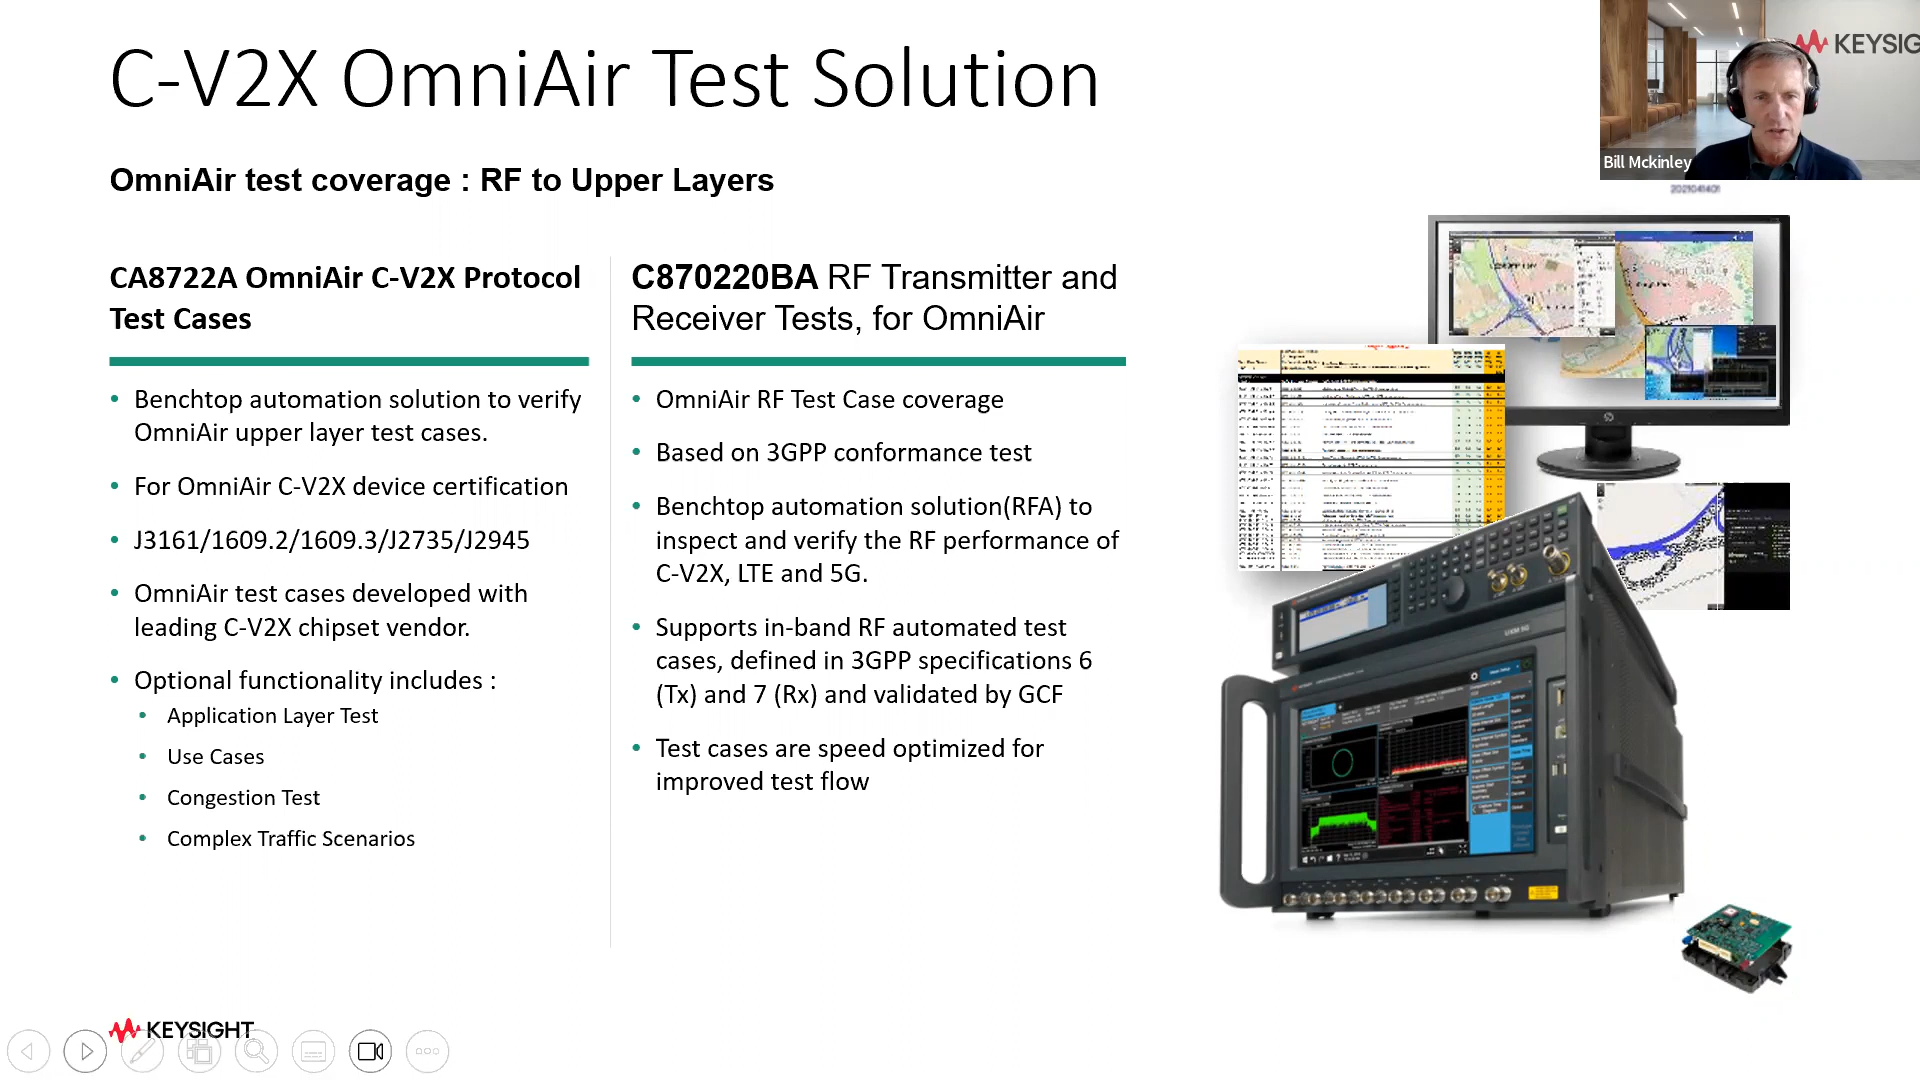 C-V2X OmniAir Test Solution
KEYSIG
Bill Mckinley
OmniAir test coverage : RF to Upper Layers
CA8722A OmniAir C-V2X Protocol
Test Cases
• Benchtop automation solution to verify
OmniAir upper layer test cases.
• For OmniAir C-V2X device certification
• J3161/1609.2/1609.3/J2735/J2945
• OmniAir test cases developed with
leading C-V2X chipset vendor.
• Optional functionality includes :
• Application Layer Test
• Use Cases
• Congestion Test
• Complex Traffic Scenarios
C870220BA RF Transmitter and
Receiver Tests, for OmniAir
• OmniAir RF Test Case coverage
• Based on 3GPP conformance test
• Benchtop automation solution(RFA) to
inspect and verify the RF performance of
C-V2X, LTE and 5G.
• Supports in-band RF automated test
cases, defined in 3GPP specifications 6
(Tx) and 7 (Rx) and validated by GCF
• Test cases are speed optimized for
improved test flow
KEYSIGHT